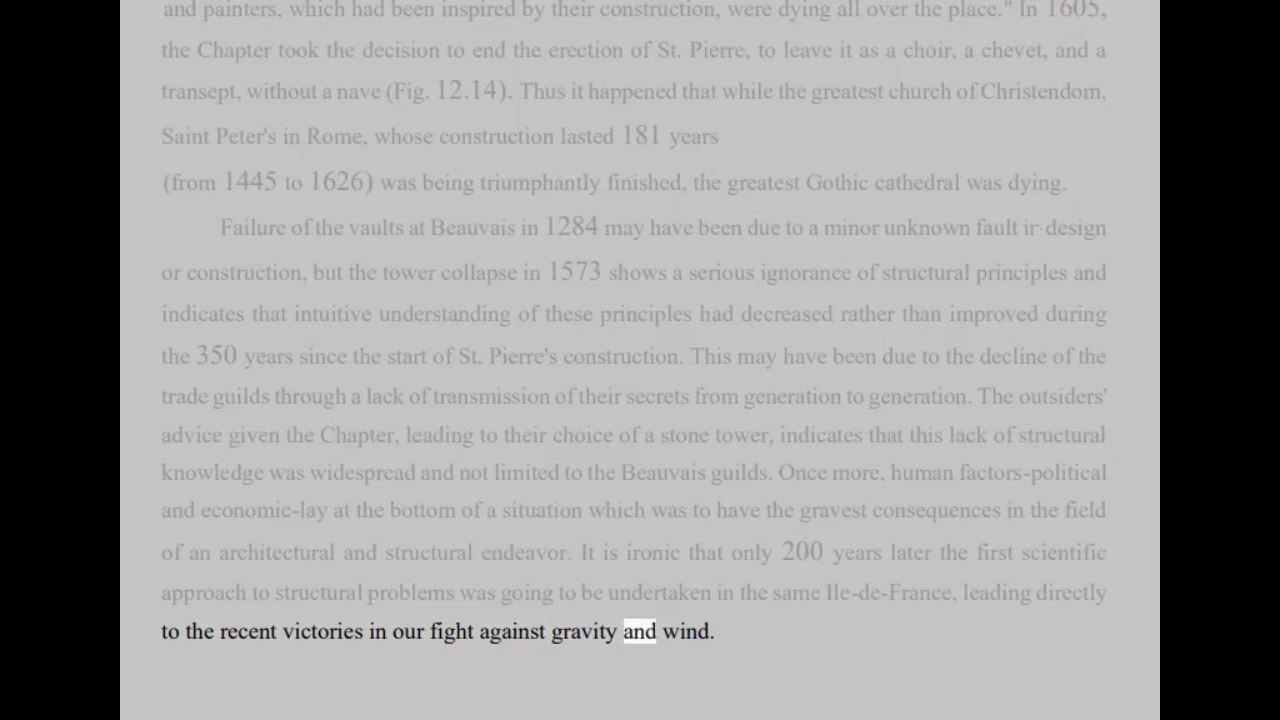 and painters, which had been inspired by their construction, were dying all over the place." In 1605,
the Chapter took the decision to end the erection of St. Pierre, to leave it as a choir, a chevet, and a
transept, without a nave (Fig. 12.14). Thus it happened that while the greatest church of Christendom,
Saint Peter's in Rome, whose construction lasted 181 years
(from 1445 to 1626) was being triumphantly finished, the greatest Gothic cathedral was dying.
Failure of the vaults at Beauvais in 1284 may have been due to a minor unknown fault ir· design
or construction, but the tower collapse in 1573 shows a serious ignorance of structural principles and
indicates that intuitive understanding of these principles had decreased rather than improved during
the 350 years since the start of St. Pierre's construction. This may have been due to the decline of the
trade guilds through a lack of transmission of their secrets from generation to generation. The outsiders'
advice given the Chapter, leading to their choice of a stone tower, indicates that this lack of structural
knowledge was widespread and not limited to the Beauvais guilds. Once more, human factors-political
and economic-lay at the bottom of a situation which was to have the gravest consequences in the field
of an architectural and structural endeavor. It is ironic that only 200 years later the first scientific
approach to structural problems was going to be undertaken in the same Ile-de-France, leading directly
to the recent victories in our fight against gravity and wind.